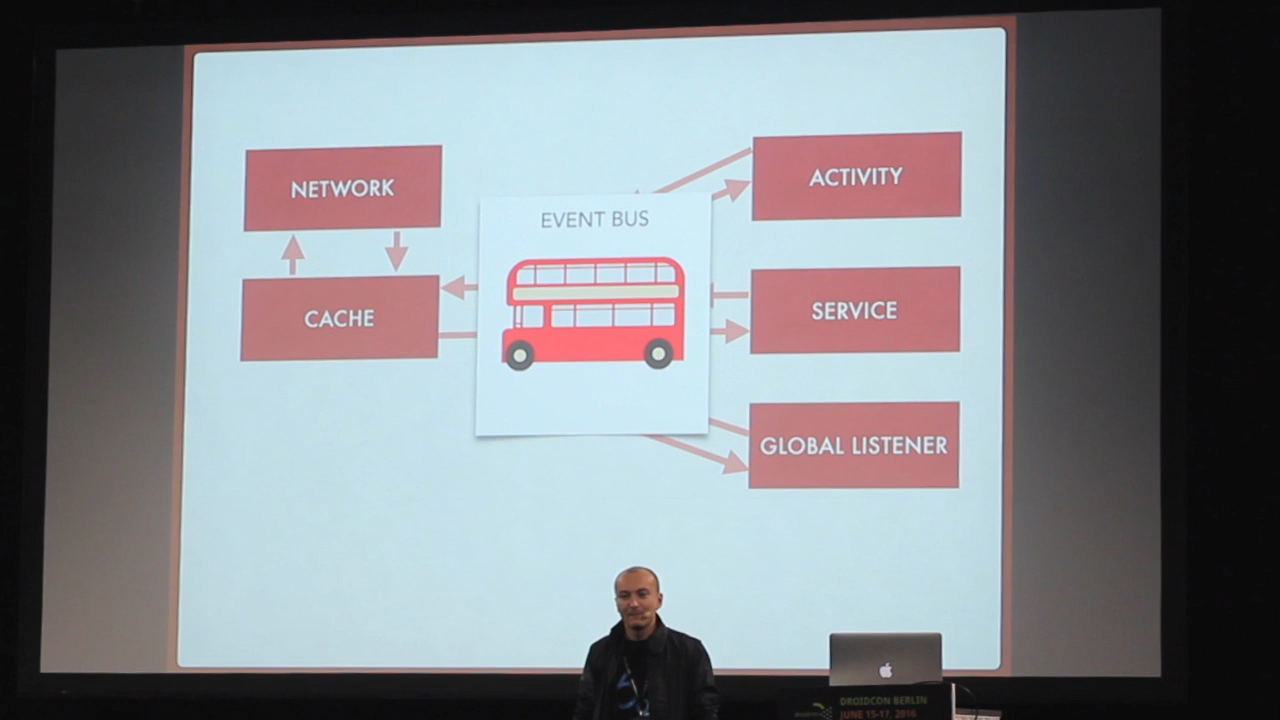 NETWORK
CACHE
EVENT BUS
ACTIVITY
SERVICE
GLOBAL LISTENER
DROIDCON BERLIN
JUNE 15-17, 2016